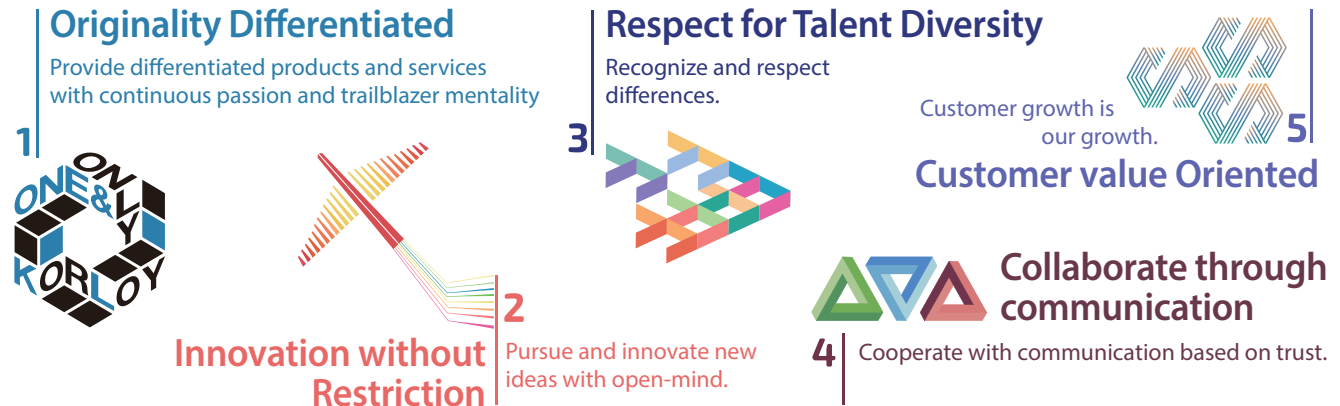 1
Originality Differentiated
Provide differentiated products and services
with continuous passion and trailblazer mentality
ONE & ONLY
KORLOY
2
Innovation without
Restriction
Pursue and innovate new
ideas with open-mind.
3
Respect for Talent Diversity
Recognize and respect
differences.
4
Collaborate through
communication
Cooperate with communication based on trust.
5
Customer growth is
our growth.
Customer value Oriented